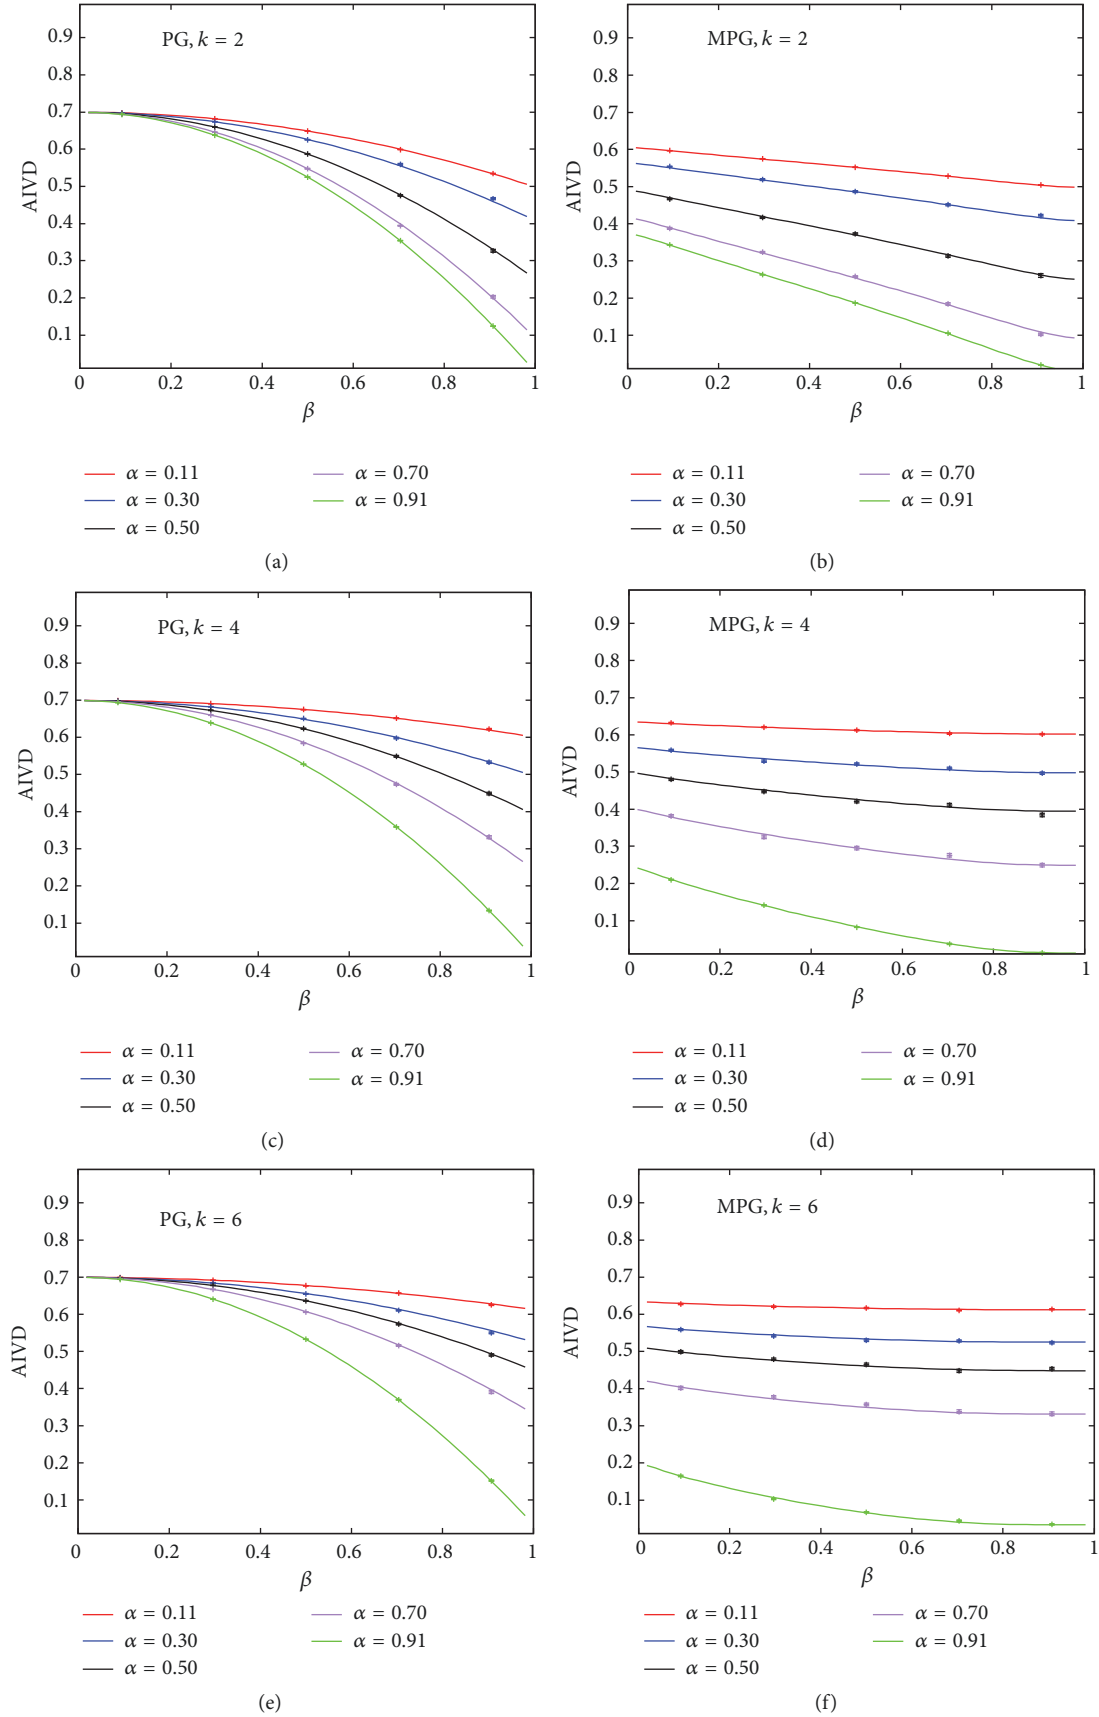 PG, k = 2
AIVD
0.9
0.8
0.7
0.6
0.5
0.4
0.3
0.2
0.1
0 0.2 0.4 0.6 0.8 1
β
α = 0.11
α = 0.30
α = 0.50
α = 0.70
α = 0.91
(a)
MPG, k = 2
AIVD
0.9
0.8
0.7
0.6
0.5
0.4
0.3
0.2
0.1
0 0.2 0.4 0.6 0.8 1
β
α = 0.11
α = 0.30
α = 0.50
α = 0.70
α = 0.91
(b)
PG, k = 4
AIVD
0.9
0.8
0.7
0.6
0.5
0.4
0.3
0.2
0.1
0 0.2 0.4 0.6 0.8 1
β
α = 0.11
α = 0.30
α = 0.50
α = 0.70
α = 0.91
(c)
MPG, k = 4
AIVD
0.9
0.8
0.7
0.6
0.5
0.4
0.3
0.2
0.1
0 0.2 0.4 0.6 0.8 1
β
α = 0.11
α = 0.30
α = 0.50
α = 0.70
α = 0.91
(d)
PG, k = 6
AIVD
0.9
0.8
0.7
0.6
0.5
0.4
0.3
0.2
0.1
0 0.2 0.4 0.6 0.8 1
β
α = 0.11
α = 0.30
α = 0.50
α = 0.70
α = 0.91
(e)
MPG, k = 6
AIVD
0.9
0.8
0.7
0.6
0.5
0.4
0.3
0.2
0.1
0 0.2 0.4 0.6 0.8 1
β
α = 0.11
α = 0.30
α = 0.50
α = 0.70
α = 0.91
(f)